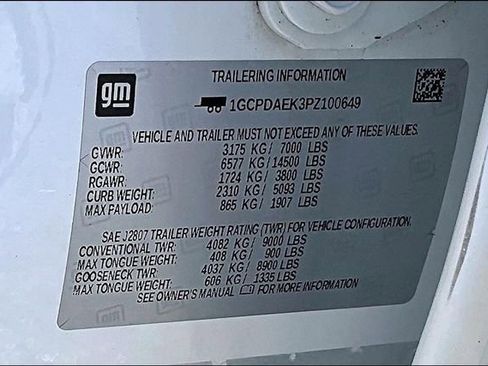 gm
TRAILERING INFORMATION
1GCPDAEK3PZ100649
VEHICLE AND TRAILER MUST NOT EXCEED ANY OF THESE VALUES.
GVWR: 3175 KG/ 7000 LBS
GCWR: 6577 KG/ 14500 LBS
RGAWR: 1724 KG/ 3800 LBS
CURB WEIGHT: 2310 KG/ 5093 LBS
MAX PAYLOAD: 865 KG/ 1907 LBS
SAE J2807 TRAILER WEIGHT RATING (TWR) FOR VEHICLE CONFIGURATION.
CONVENTIONAL TWR: 4082 KG/ 9000 LBS
MAX TONGUE WEIGHT: 408 KG/ 900 LBS
GOOSENECK TWR: 4037 KG/ 8900 LBS
MAX TONGUE WEIGHT: 606 KG/ 1335 LBS
SEE OWNER'S MANUAL FOR MORE INFORMATION